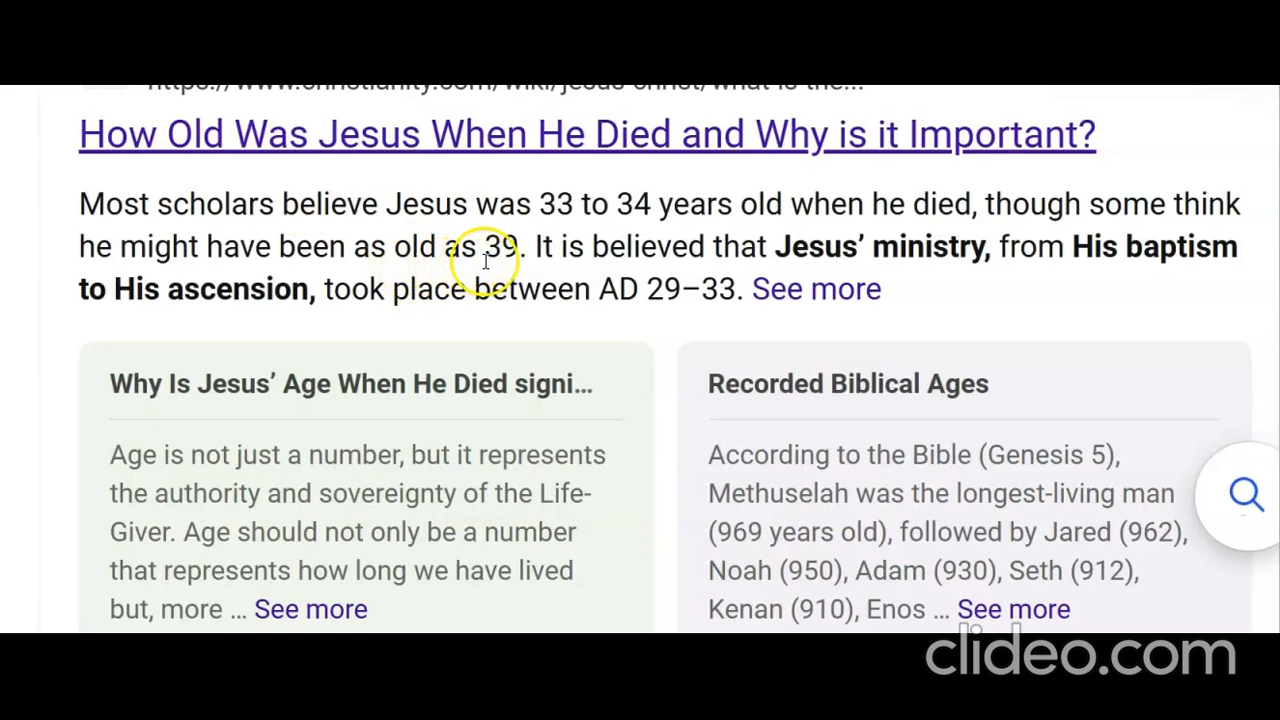 How Old Was Jesus When He Died and Why is it Important?
Most scholars believe Jesus was 33 to 34 years old when he died, though some think
he might have been as old as 39. It is believed that Jesus’ ministry, from His baptism
to His ascension, took place between AD 29–33. See more
Why Is Jesus’ Age When He Died signi...
Age is not just a number, but it represents
the authority and sovereignty of the Life-
Giver. Age should not only be a number
that represents how long we have lived
but, more ... See more
Recorded Biblical Ages
According to the Bible (Genesis 5),
Methuselah was the longest-living man
(969 years old), followed by Jared (962),
Noah (950), Adam (930), Seth (912),
Kenan (910), Enos ... See more
clideo.com